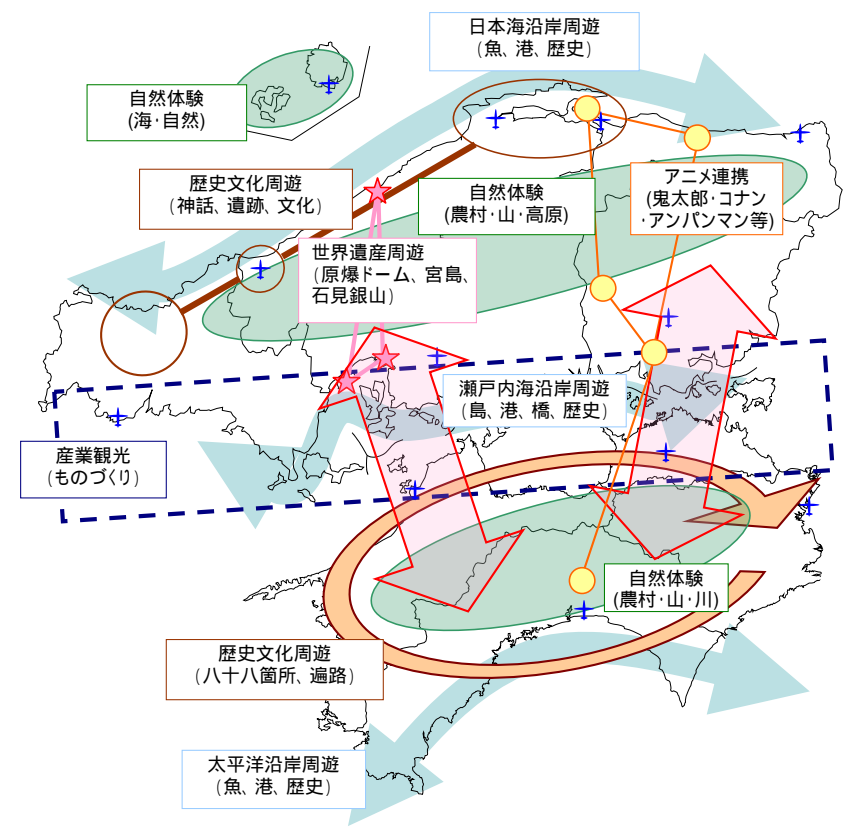 日本海沿岸周遊
(魚、港、歴史)
自然体験
(海・自然)
歴史文化周遊
(神話、遺跡、文化)
自然体験
(農村・山・高原)
アニメ連携
(鬼太郎・コナン
・アンパンマン等)
世界遺産周遊
(原爆ドーム、宮島、
石見銀山)
瀬戸内海沿岸周遊
(島、港、橋、歴史)
産業観光
(ものづくり)
自然体験
(農村・山・川)
歴史文化周遊
(八十八箇所、遍路)
太平洋沿岸周遊
(魚、港、歴史)